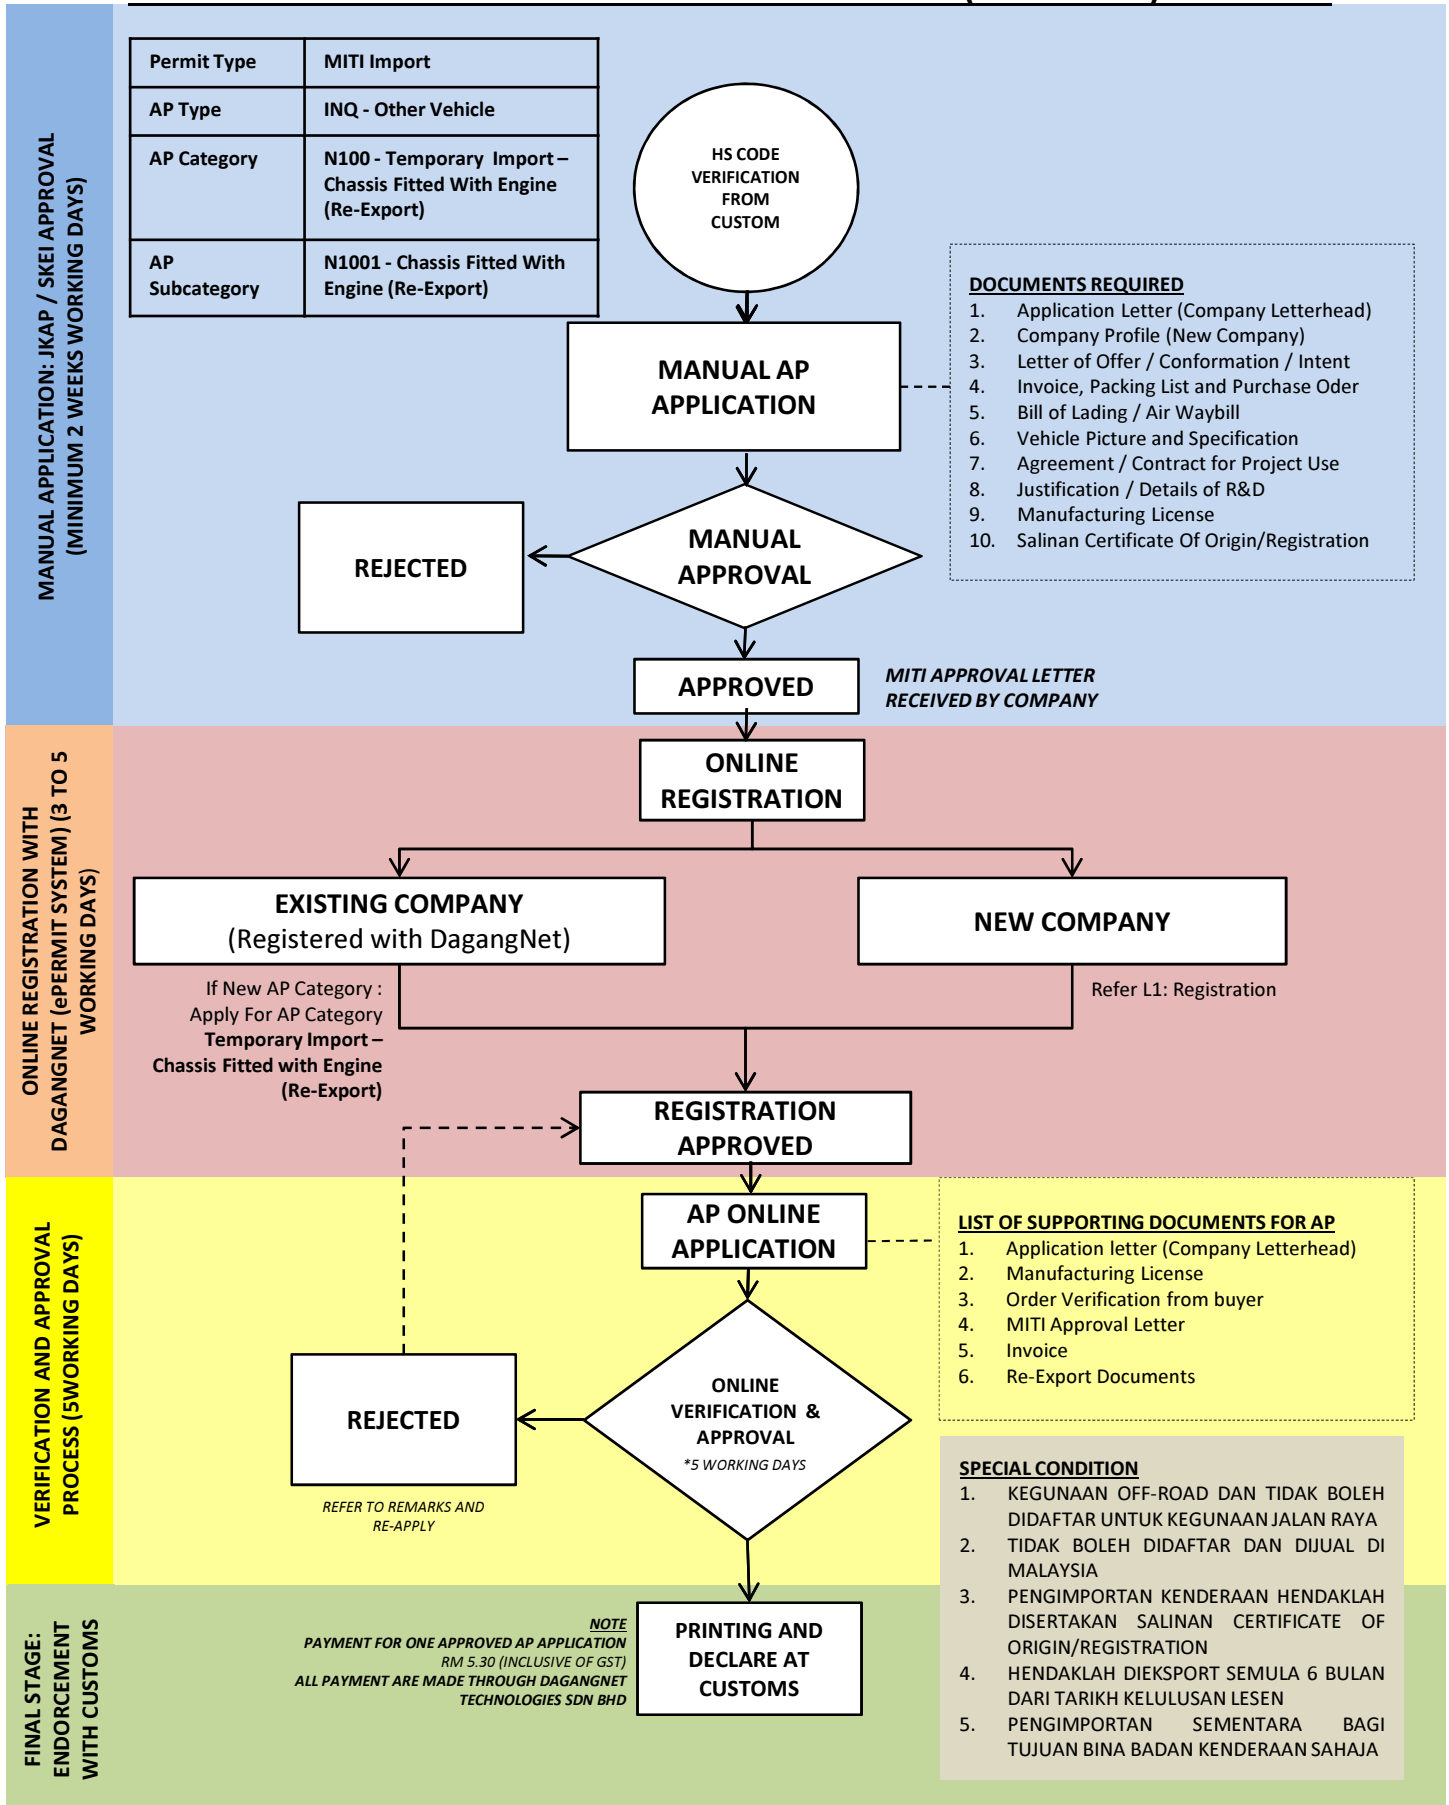 Permit Type
MITI Import
AP Type
INQ - Other Vehicle
AP Category
N100 - Temporary Import –
Chassis Fitted With Engine
(Re-Export)
AP
Subcategory
N1001 - Chassis Fitted With
Engine (Re-Export)
HS CODE
VERIFICATION
FROM
CUSTOM
MANUAL APPLICATION: JKAP / SKEI APPROVAL
(MINIMUM 2 WEEKS WORKING DAYS)
MANUAL AP
APPLICATION
DOCUMENTS REQUIRED
1. Application Letter (Company Letterhead)
2. Company Profile (New Company)
3. Letter of Offer / Conformation / Intent
4. Invoice, Packing List and Purchase Oder
5. Bill of Lading / Air Waybill
6. Vehicle Picture and Specification
7. Agreement / Contract for Project Use
8. Justification / Details of R&D
9. Manufacturing License
10. Salinan Certificate Of Origin/Registration
MANUAL
APPROVAL
REJECTED
APPROVED
MITI APPROVAL LETTER
RECEIVED BY COMPANY
ONLINE REGISTRATION WITH
DAGANGNET (ePERMIT SYSTEM) (3 TO 5
WORKING DAYS)
ONLINE
REGISTRATION
EXISTING COMPANY
(Registered with DagangNet)
NEW COMPANY
If New AP Category :
Apply For AP Category
Temporary Import –
Chassis Fitted with Engine
(Re-Export)
Refer L1: Registration
REGISTRATION
APPROVED
VERIFICATION AND APPROVAL
PROCESS (5WORKING DAYS)
AP ONLINE
APPLICATION
LIST OF SUPPORTING DOCUMENTS FOR AP
1. Application letter (Company Letterhead)
2. Manufacturing License
3. Order Verification from buyer
4. MITI Approval Letter
5. Invoice
6. Re-Export Documents
ONLINE
VERIFICATION &
APPROVAL
*5 WORKING DAYS
REJECTED
REFER TO REMARKS AND
RE-APPLY
SPECIAL CONDITION
1. KEGUNAAN OFF-ROAD DAN TIDAK BOLEH
DIDAFTAR UNTUK KEGUNAAN JALAN RAYA
2. TIDAK BOLEH DIDAFTAR DAN DIJUAL DI
MALAYSIA
3. PENGIMPORTAN KENDERAAN HENDAKLAH
DISERTAKAN SALINAN CERTIFICATE OF
ORIGIN/REGISTRATION
4. HENDAKLAH DIEKSPORT SEMULA 6 BULAN
DARI TARIKH KELULUSAN LESEN
5. PENGIMPORTAN SEMENTARA BAGI
TUJUAN BINA BADAN KENDERAAN SAHAJA
FINAL STAGE:
ENDORCEMENT
WITH CUSTOMS
NOTE
PAYMENT FOR ONE APPROVED AP APPLICATION
RM 5.30 (INCLUSIVE OF GST)
ALL PAYMENT ARE MADE THROUGH DAGANGNET
TECHNOLOGIES SDN BHD
PRINTING AND
DECLARE AT
CUSTOMS